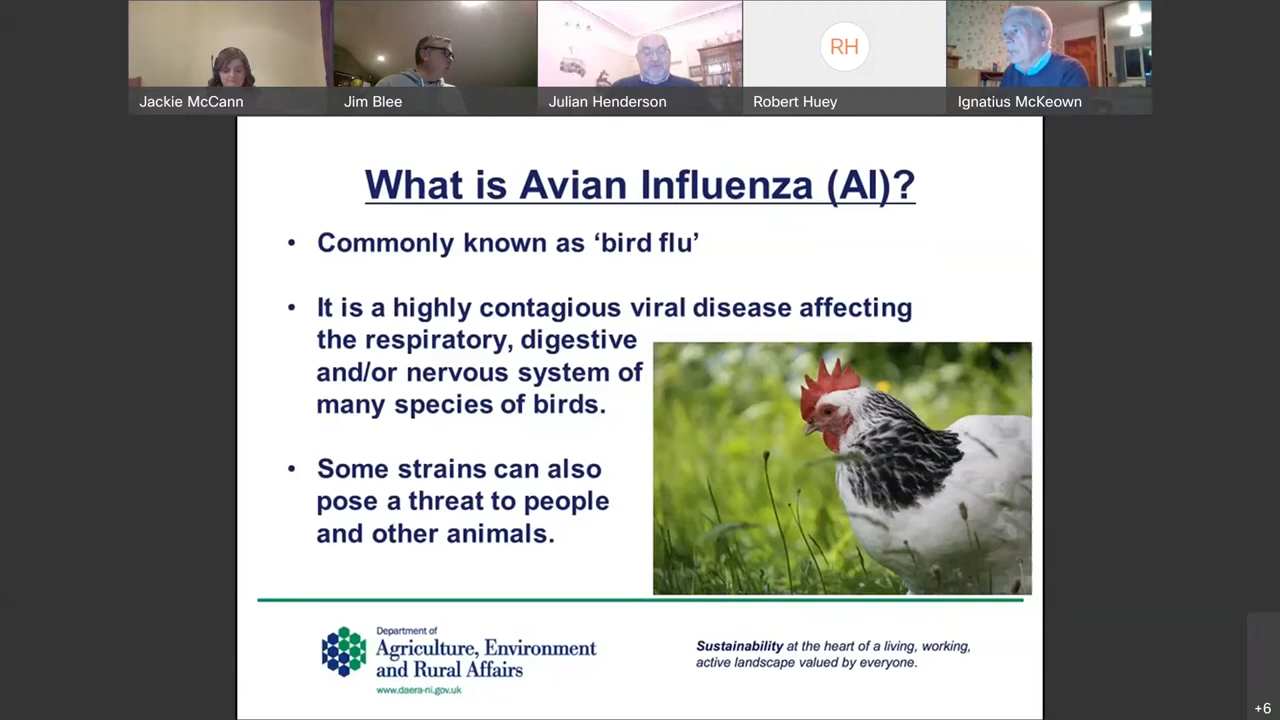 Jackie McCann
Jim Blee
Julian Henderson
RH
Robert Huey
Ignatius McKeown
What is Avian Influenza (AI)?
• Commonly known as ‘bird flu’
• It is a highly contagious viral disease affecting
the respiratory, digestive
and/or nervous system of
many species of birds.
• Some strains can also
pose a threat to people
and other animals.
Department of
Agriculture, Environment
and Rural Affairs
www.daera-ni.gov.uk
Sustainability at the heart of a living, working,
active landscape valued by everyone.
+6